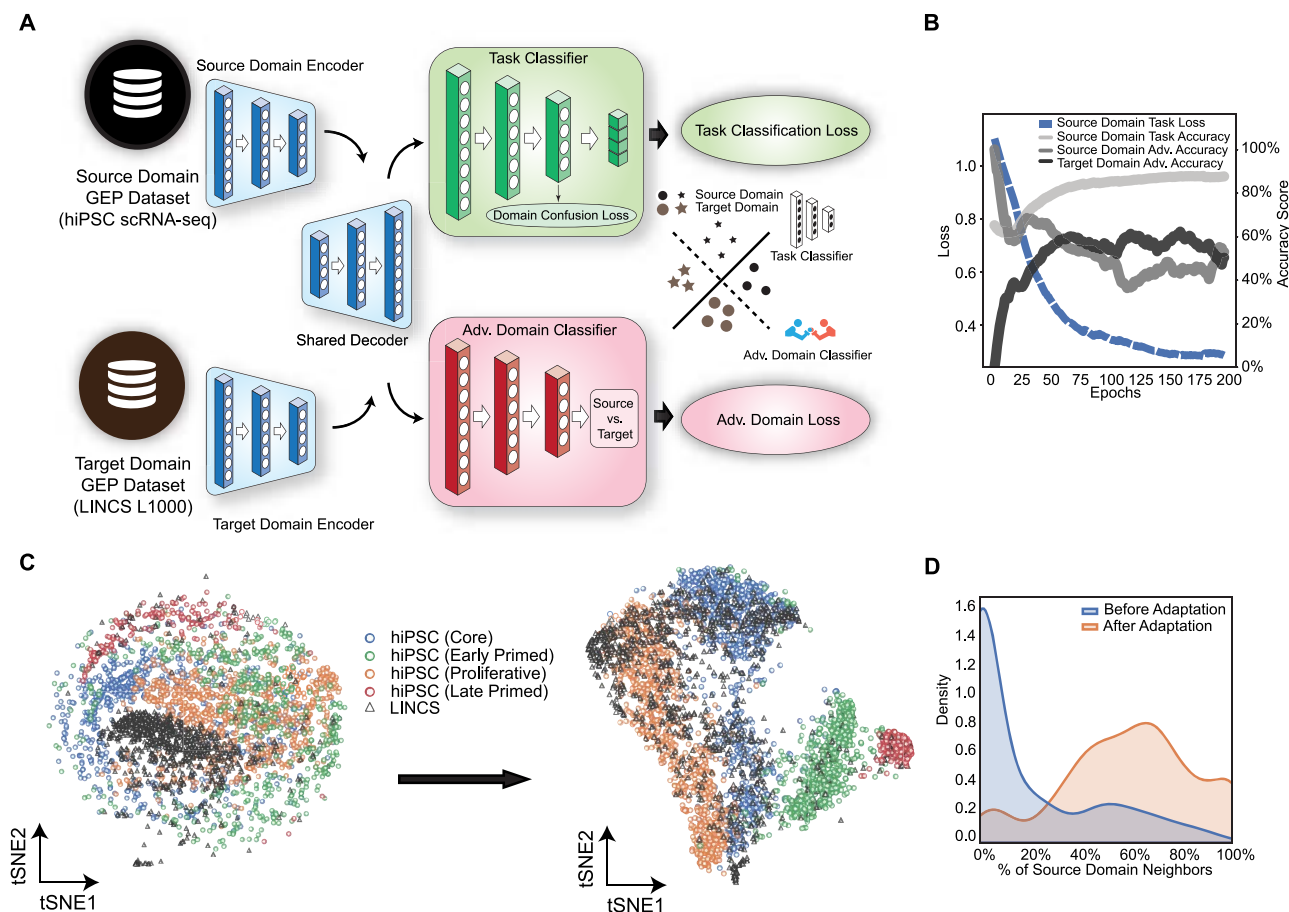 A
Source Domain Encoder
Source Domain
GEP Dataset
(hiPSC scRNA-seq)
Shared Decoder
Target Domain
GEP Dataset
(LINCS L1000)
Target Domain Encoder
Task Classifier
Domain Confusion Loss
Task Classification Loss
Source Domain
Target Domain
Task Classifier
Adv. Domain Classifier
Adv. Domain Classifier
Source
vs.
Target
Adv. Domain Loss
B
Source Domain Task Loss
Source Domain Task Accuracy
Source Domain Adv. Accuracy
Target Domain Adv. Accuracy
Loss
1.0
0.8
0.6
0.4
100%
80%
60%
40%
20%
0%
Accuracy Score
0 25 50 75 100 125 150 175 200
Epochs
C
hiPSC (Core)
hiPSC (Early Primed)
hiPSC (Proliferative)
hiPSC (Late Primed)
LINCS
tSNE2
tSNE1
tSNE2
tSNE1
D
Before Adaptation
After Adaptation
Density
1.6
1.4
1.2
1.0
0.8
0.6
0.4
0.2
0.0
0% 20% 40% 60% 80% 100%
% of Source Domain Neighbors